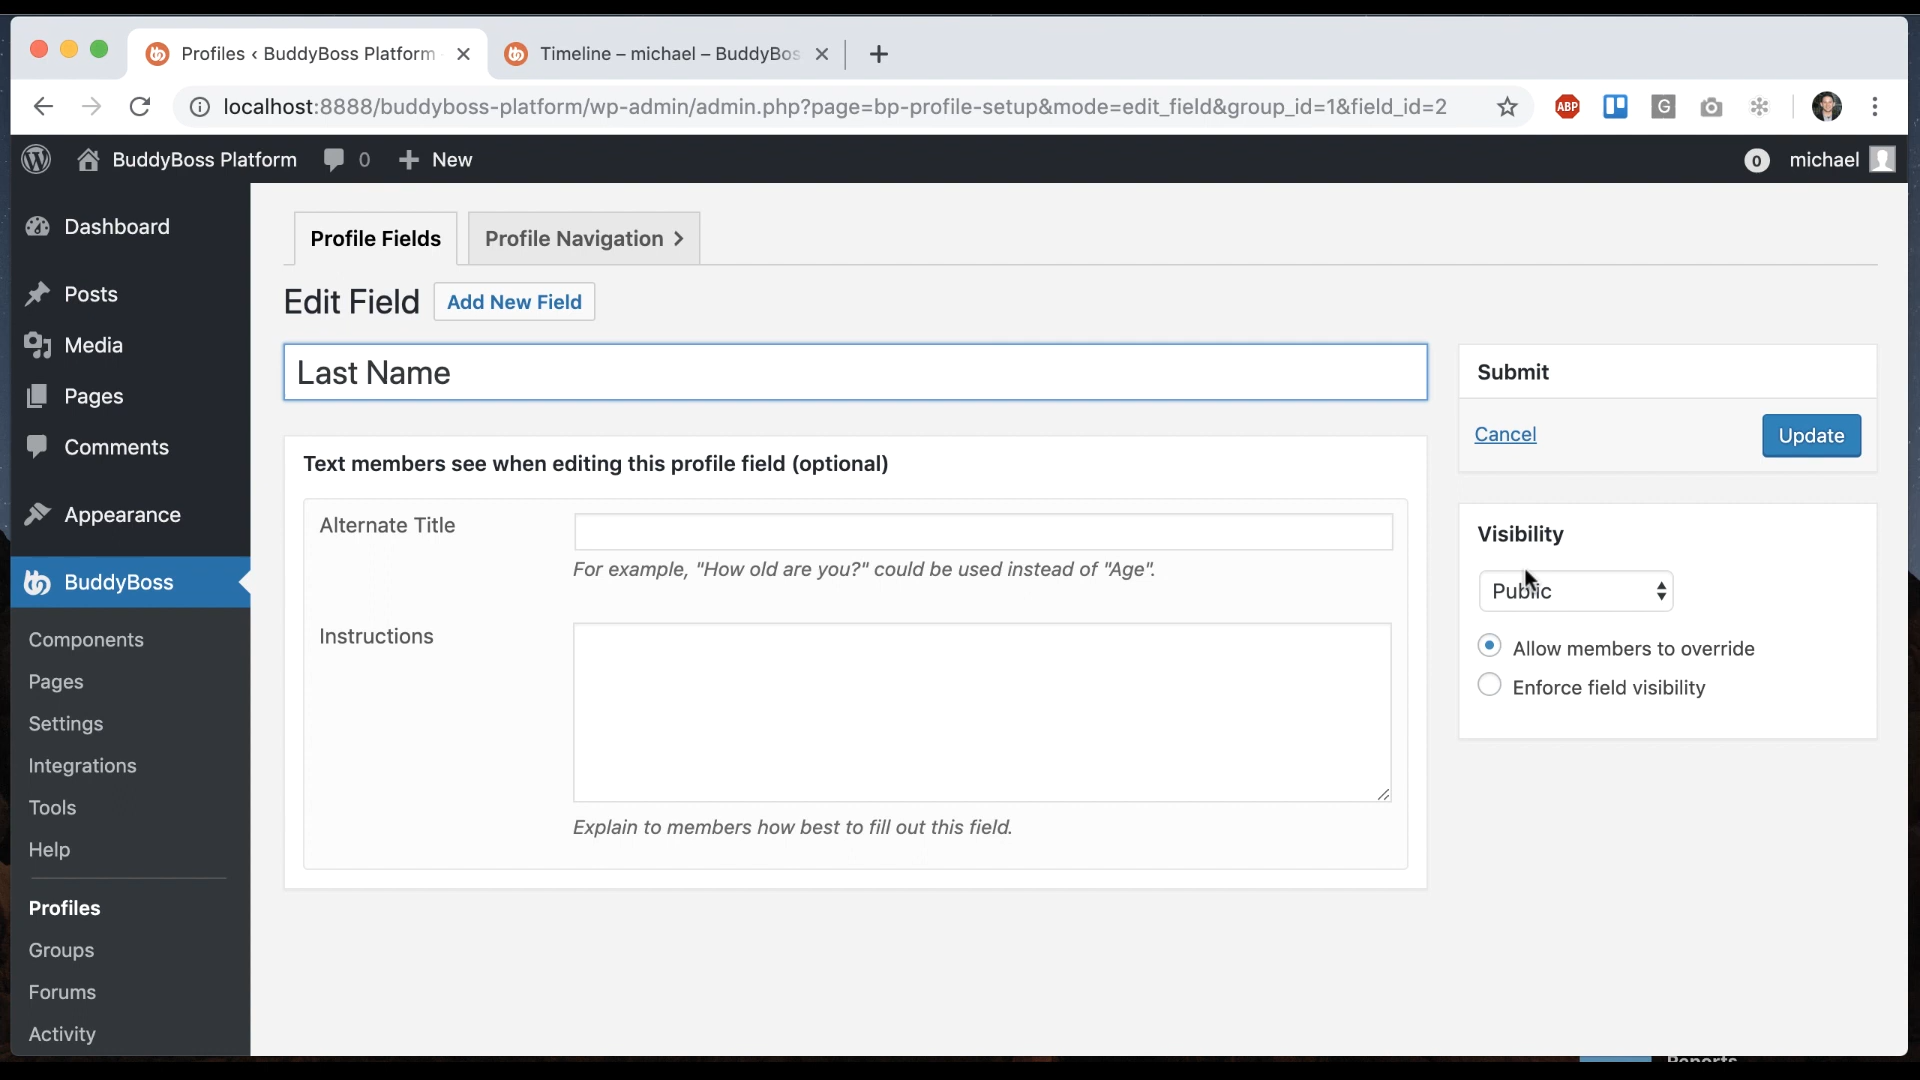 Profiles ‹ BuddyBoss Platform
Timeline – michael – BuddyBos
localhost:8888/buddyboss-platform/wp-admin/admin.php?page=bp-profile-setup&mode=edit_field&group_id=1&field_id=2
ABP
G
BuddyBoss Platform
0
New
0
michael
Dashboard
Posts
Media
Pages
Comments
Appearance
BuddyBoss
Components
Pages
Settings
Integrations
Tools
Help
Profiles
Groups
Forums
Activity
Profile Fields
Profile Navigation
Edit Field
Add New Field
Last Name
Text members see when editing this profile field (optional)
Alternate Title
For example, "How old are you?" could be used instead of "Age".
Instructions
Explain to members how best to fill out this field.
Submit
Cancel
Update
Visibility
Public
Allow members to override
Enforce field visibility